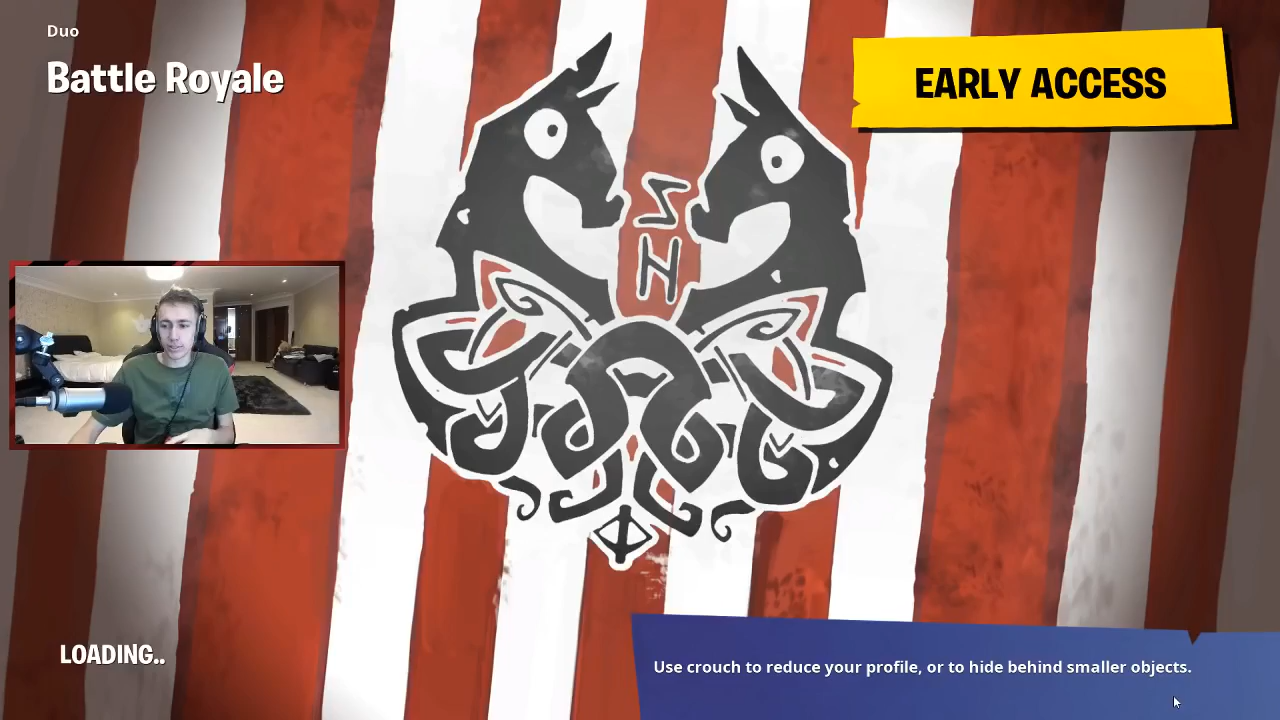 Duo
Battle Royale
EARLY ACCESS
LOADING..
Use crouch to reduce your profile, or to hide behind smaller objects.